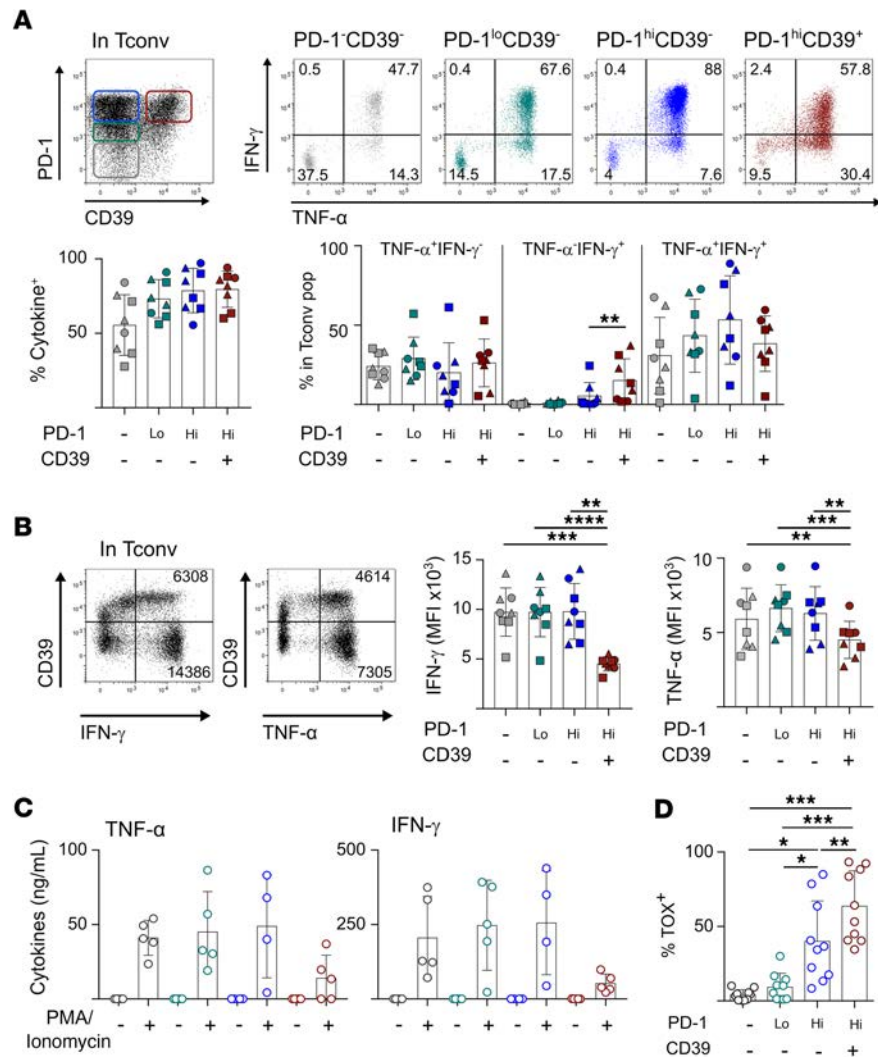 A
In Tconv
PD-1⁻CD39⁻ PD-1ˡᵒCD39⁻ PD-1ʰⁱCD39⁻ PD-1ʰⁱCD39⁺
0.5 47.7 0.4 67.6 0.4 88 2.4 57.8
37.5 14.3 14.5 17.5 4 7.6 9.5 30.4
PD-1
CD39
IFN-γ
TNF-α
% Cytokine⁺
100
50
0
PD-1 - Lo Hi Hi
CD39 - - - +
TNF-α⁺IFN-γ⁻ TNF-α⁻IFN-γ⁺ TNF-α⁺IFN-γ⁺
% in Tconv pop
100
50
0
**
PD-1 - Lo Hi Hi - Lo Hi Hi - Lo Hi Hi
CD39 - - - + - - - + - - - +
B
In Tconv
CD39
6308
14386
IFN-γ
CD39
4614
7305
TNF-α
IFN-γ (MFI x10³)
15
10
5
**
****
***
PD-1 - Lo Hi Hi
CD39 - - - +
TNF-α (MFI x10³)
10
5
0
**
***
**
PD-1 - Lo Hi Hi
CD39 - - - +
C
TNF-α
Cytokines (ng/mL)
100
50
0
PMA/
Ionomycin
- + - + - + - +
IFN-γ
500
250
0
- + - + - + - +
D
% TOX⁺
100
50
0
***
***
* **
*
PD-1 - Lo Hi Hi
CD39 - - - +